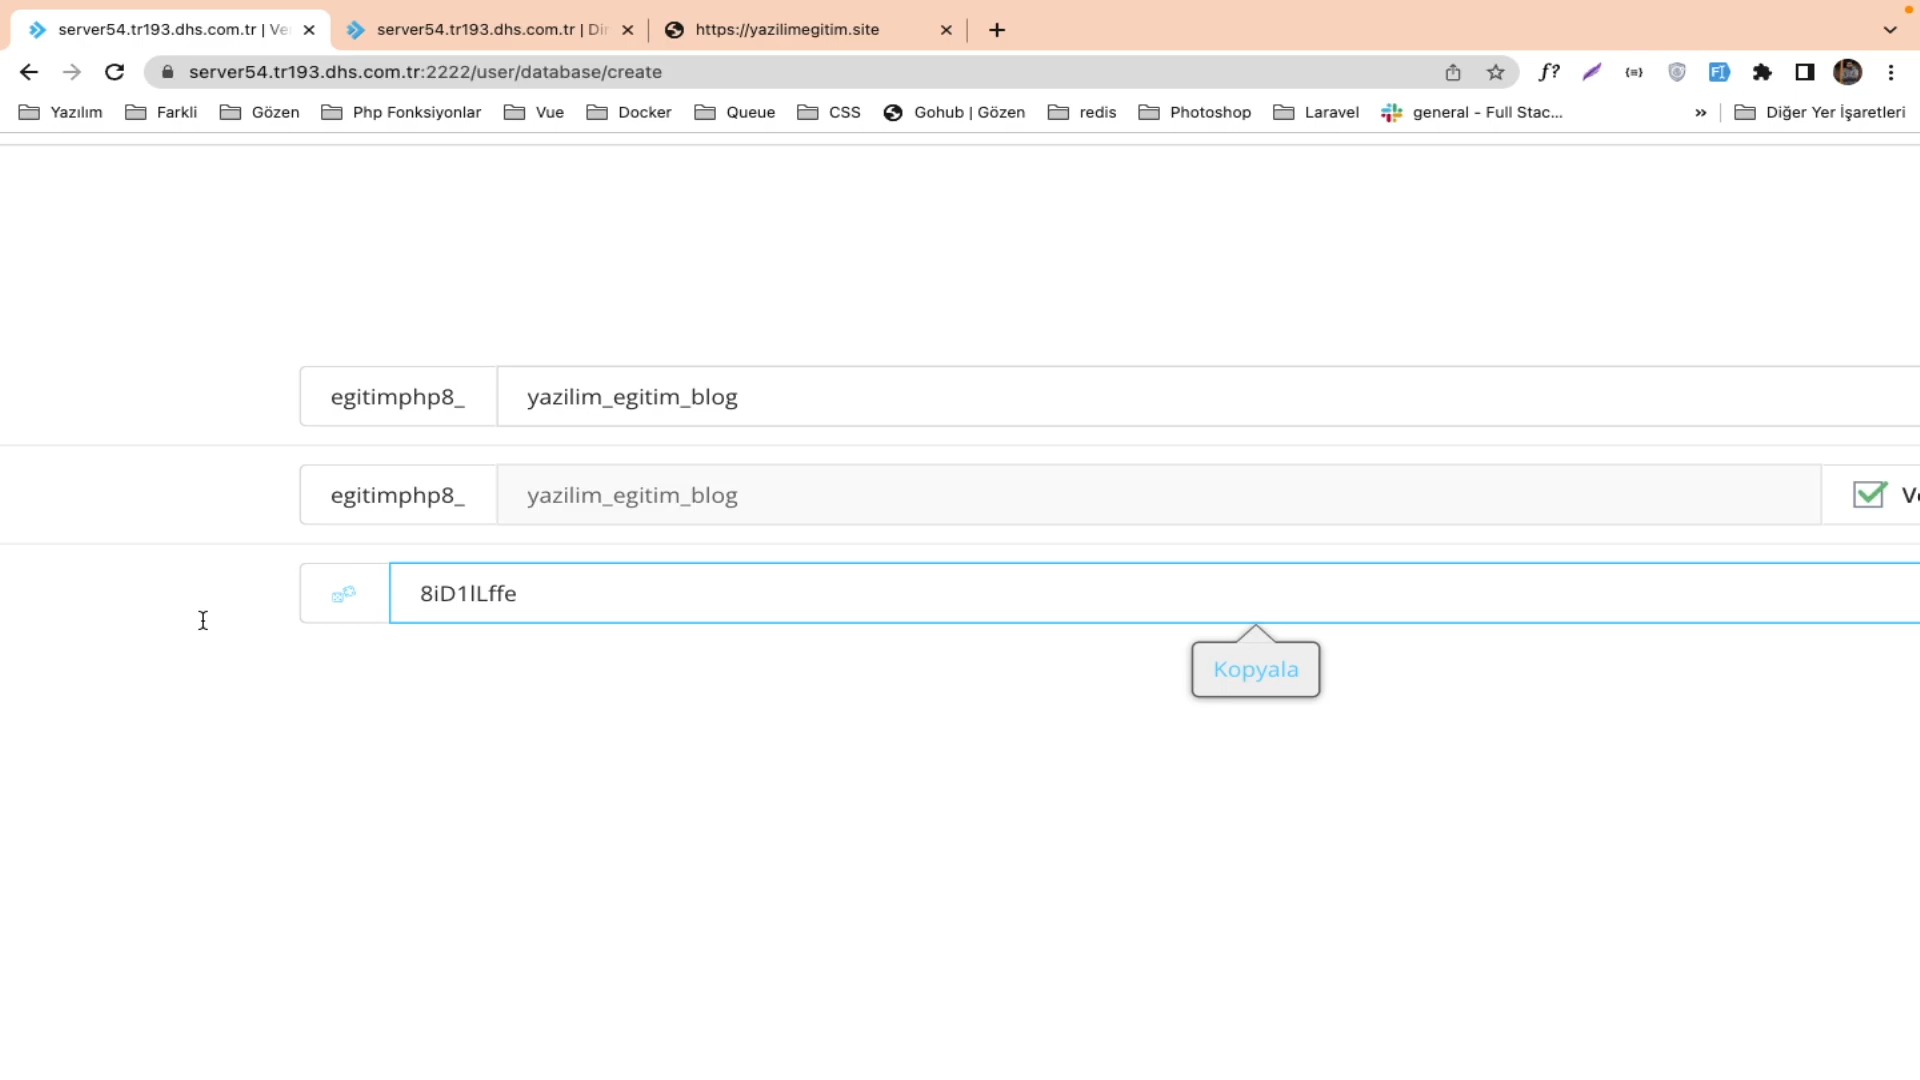 server54.tr193.dhs.com.tr | Ve
server54.tr193.dhs.com.tr | Dir
https://yazilimegitim.site
server54.tr193.dhs.com.tr:2222/user/database/create
f?
Yazılım
Farkli
Gözen
Php Fonksiyonlar
Vue
Docker
Queue
CSS
Gohub | Gözen
redis
Photoshop
Laravel
general - Full Stac...
»
Diğer Yer İşaretleri
egitimphp8_
yazilim_egitim_blog
egitimphp8_
yazilim_egitim_blog
Ve
8iD1lLffe
Kopyala